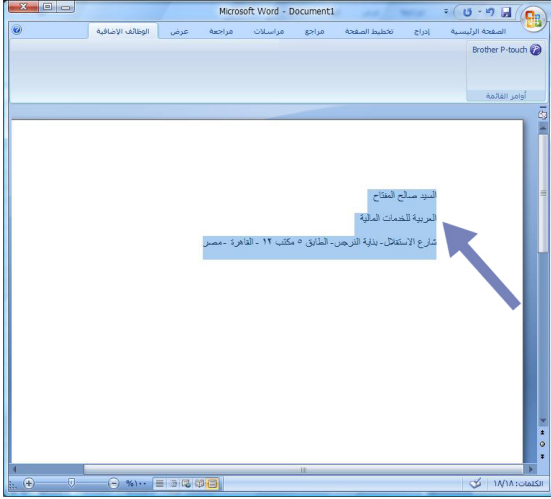 Microsoft Word - Document1
الصفحة الرئيسية
إدراج
تخطيط الصفحة
مراجع
مراسلات
مراجعة
عرض
الوظائف الإضافية
Brother P-touch
أوامر القائمة
السيد صالح المفتاح
العربية للخدمات المالية
شارع الاستقلال- بناية النرجس- الطابق ٥ مكتب ١٢ - القاهرة -مصر
الكلمات: ١٨/١٨
%١٠٠